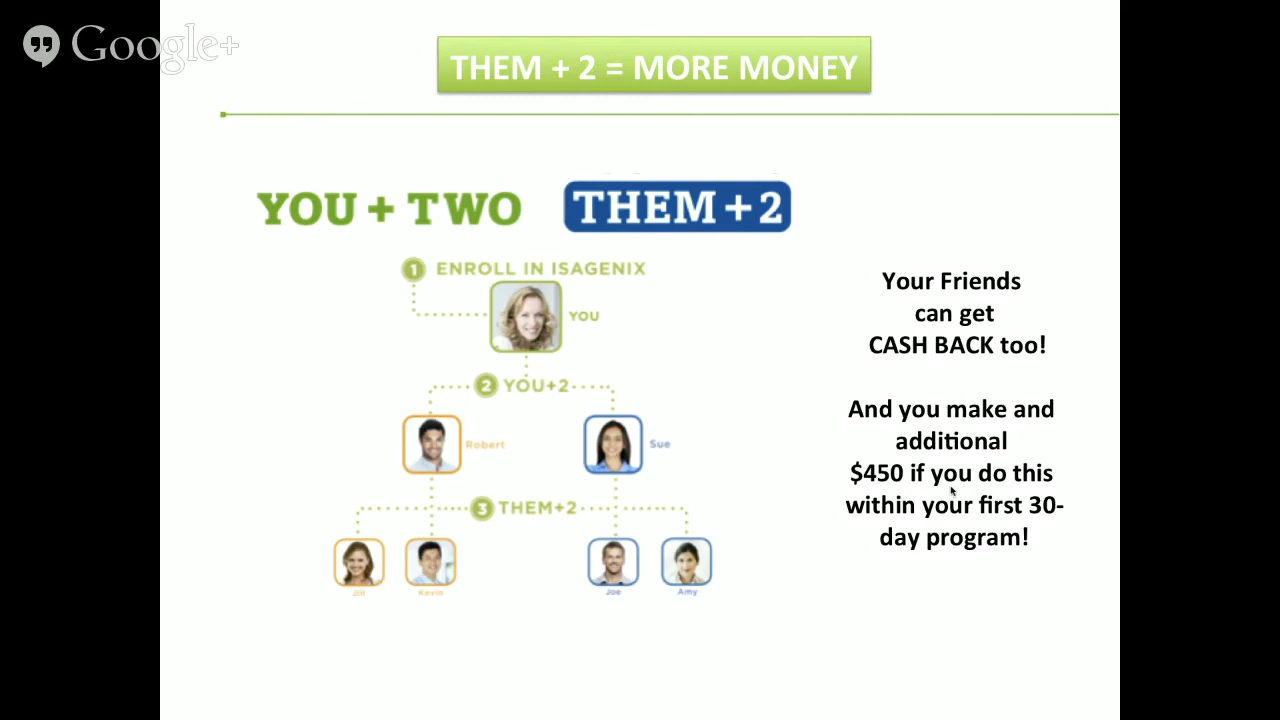 Google+
THEM + 2 = MORE MONEY
YOU + TWO
THEM + 2
1 ENROLL IN ISAGENIX
YOU
2 YOU+2
Robert
Sue
3 THEM+2
Jill
Kevin
Joe
Amy
Your Friends
can get
CASH BACK too!
And you make and
additional
$450 if you do this
within your first 30-
day program!